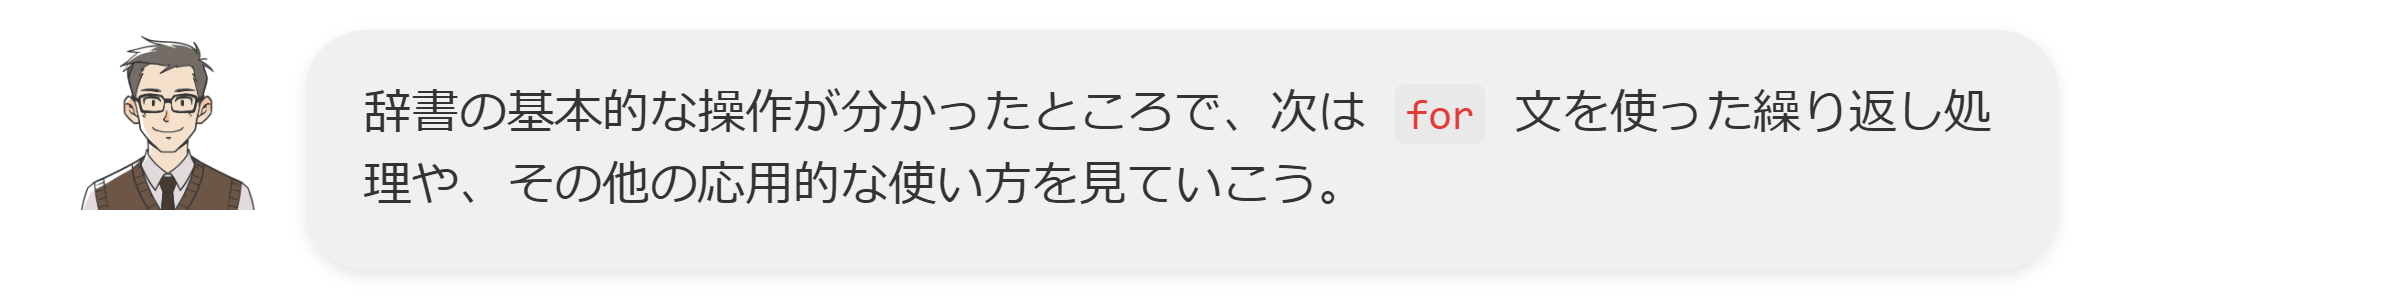 辞書の基本的な操作が分かったところで、次は for 文を使った繰り返し処
理や、その他の応用的な使い方を見ていこう。